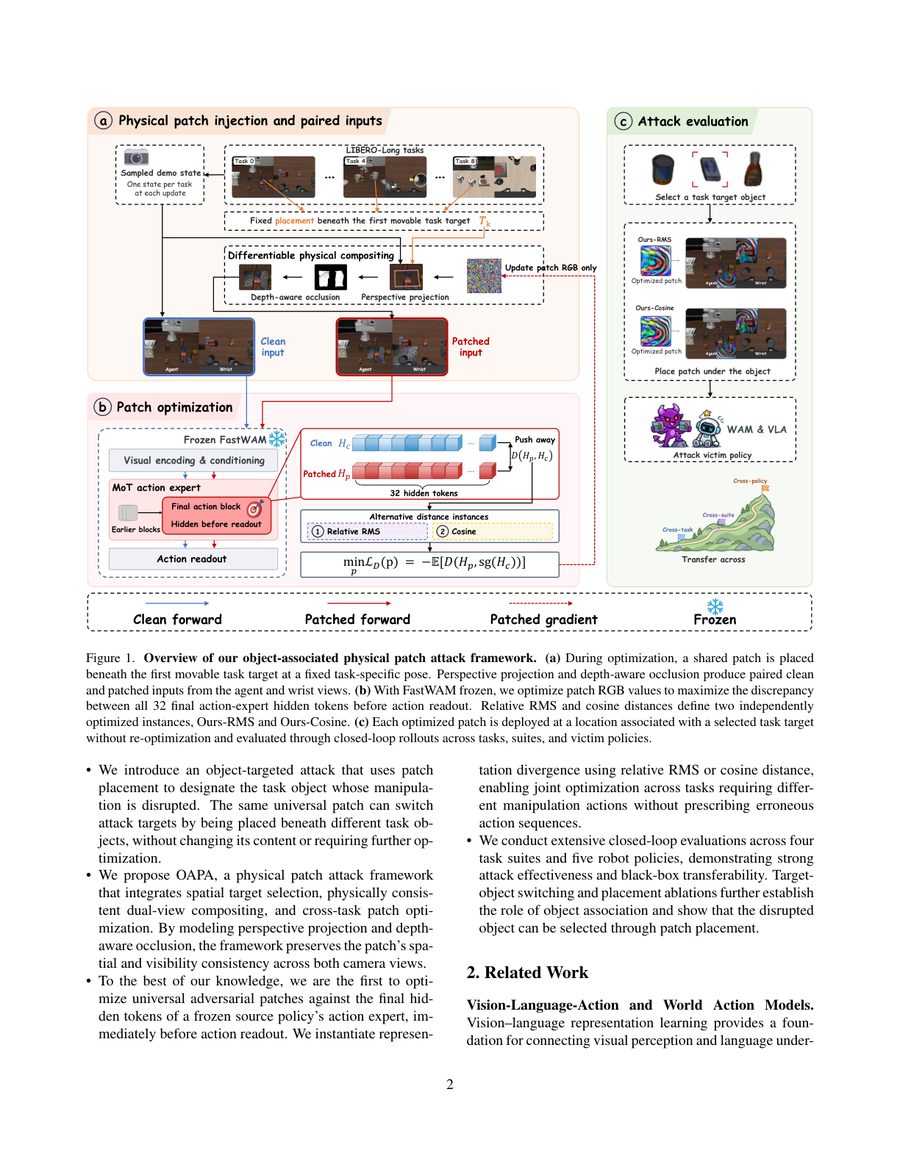 a Physical patch injection and paired inputs
Sampled demo state
One state per task
at each update
LIBERO-Long tasks
Task 0
...
Task 4
...
Task 8
Fixed placement beneath the first movable task target T_k
Differentiable physical compositing
Depth-aware occlusion
Perspective projection
Update patch RGB only
Agent
Wrist
Clean
input
Agent
Wrist
Patched
input
b Patch optimization
Frozen FastWAM
Visual encoding & conditioning
MoT action expert
Final action block
Earlier blocks
Hidden before readout
Action readout
Clean H_c
...
Patched H_p
...
32 hidden tokens
Push away
D(H_p, H_c)
Alternative distance instances
1 Relative RMS
2 Cosine
min_p ℒ_D(p) = −𝔼[D(H_p, sg(H_c))]
c Attack evaluation
Select a task target object
Ours-RMS
Optimized patch
Agent
Wrist
Ours-Cosine
Optimized patch
Agent
Wrist
Place patch under the object
WAM & VLA
Attack victim policy
Cross-policy
Cross-suite
Cross-task
Transfer across
Clean forward
Patched forward
Patched gradient
Frozen
Figure 1. Overview of our object-associated physical patch attack framework. (a) During optimization, a shared patch is placed
beneath the first movable task target at a fixed task-specific pose. Perspective projection and depth-aware occlusion produce paired clean
and patched inputs from the agent and wrist views. (b) With FastWAM frozen, we optimize patch RGB values to maximize the discrepancy
between all 32 final action-expert hidden tokens before action readout. Relative RMS and cosine distances define two independently
optimized instances, Ours-RMS and Ours-Cosine. (c) Each optimized patch is deployed at a location associated with a selected task target
without re-optimization and evaluated through closed-loop rollouts across tasks, suites, and victim policies.
• We introduce an object-targeted attack that uses patch
placement to designate the task object whose manipula-
tion is disrupted. The same universal patch can switch
attack targets by being placed beneath different task ob-
jects, without changing its content or requiring further op-
timization.
• We propose OAPA, a physical patch attack framework
that integrates spatial target selection, physically consis-
tent dual-view compositing, and cross-task patch opti-
mization. By modeling perspective projection and depth-
aware occlusion, the framework preserves the patch's spa-
tial and visibility consistency across both camera views.
• To the best of our knowledge, we are the first to opti-
mize universal adversarial patches against the final hid-
den tokens of a frozen source policy's action expert, im-
mediately before action readout. We instantiate represen-
tation divergence using relative RMS or cosine distance,
enabling joint optimization across tasks requiring differ-
ent manipulation actions without prescribing erroneous
action sequences.
• We conduct extensive closed-loop evaluations across four
task suites and five robot policies, demonstrating strong
attack effectiveness and black-box transferability. Target-
object switching and placement ablations further establish
the role of object association and show that the disrupted
object can be selected through patch placement.
2. Related Work
Vision-Language-Action and World Action Models.
Vision–language representation learning provides a foun-
dation for connecting visual perception and language under-
2